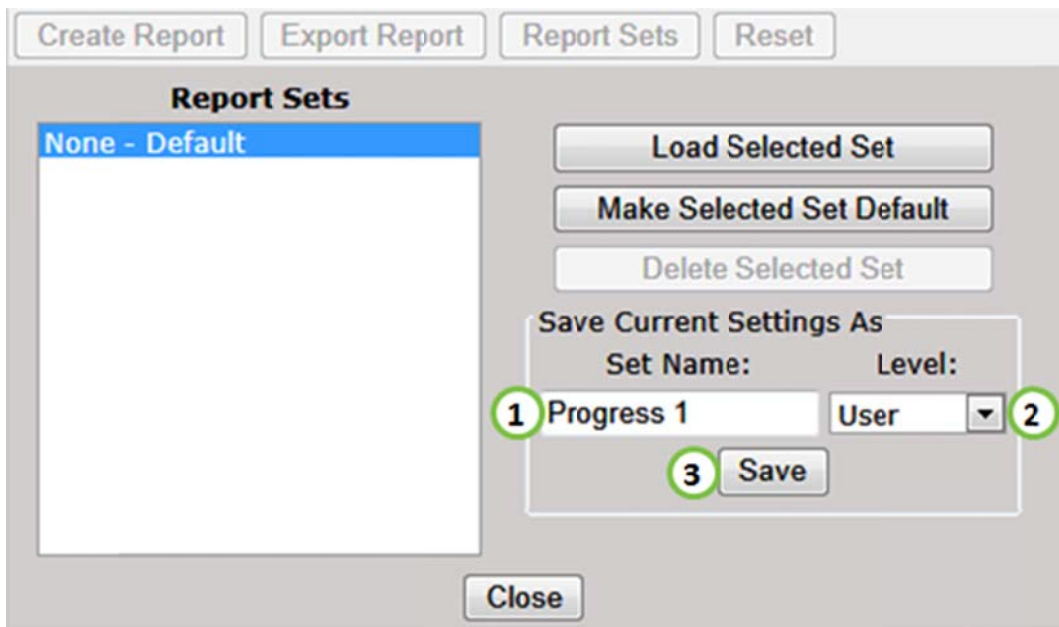 Create Report Export Report Report Sets Reset
Report Sets
None - Default
Load Selected Set
Make Selected Set Default
Delete Selected Set
Save Current Settings As
Set Name: Level:
1 Progress 1 User 2
3 Save
Close